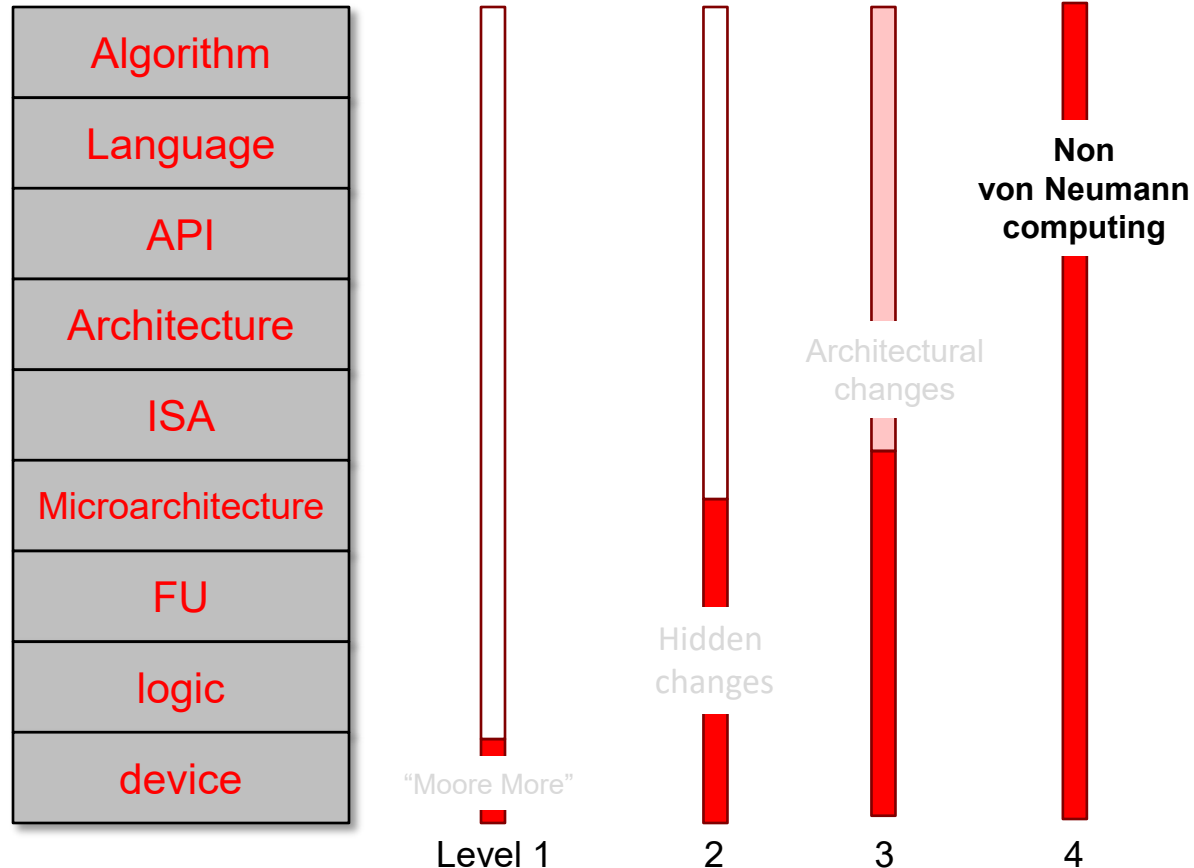 Algorithm
Language
API
Architecture
ISA
Microarchitecture
FU
logic
device
“Moore More”
Hidden
changes
Architectural
changes
Non
von Neumann
computing
Level 1
2
3
4